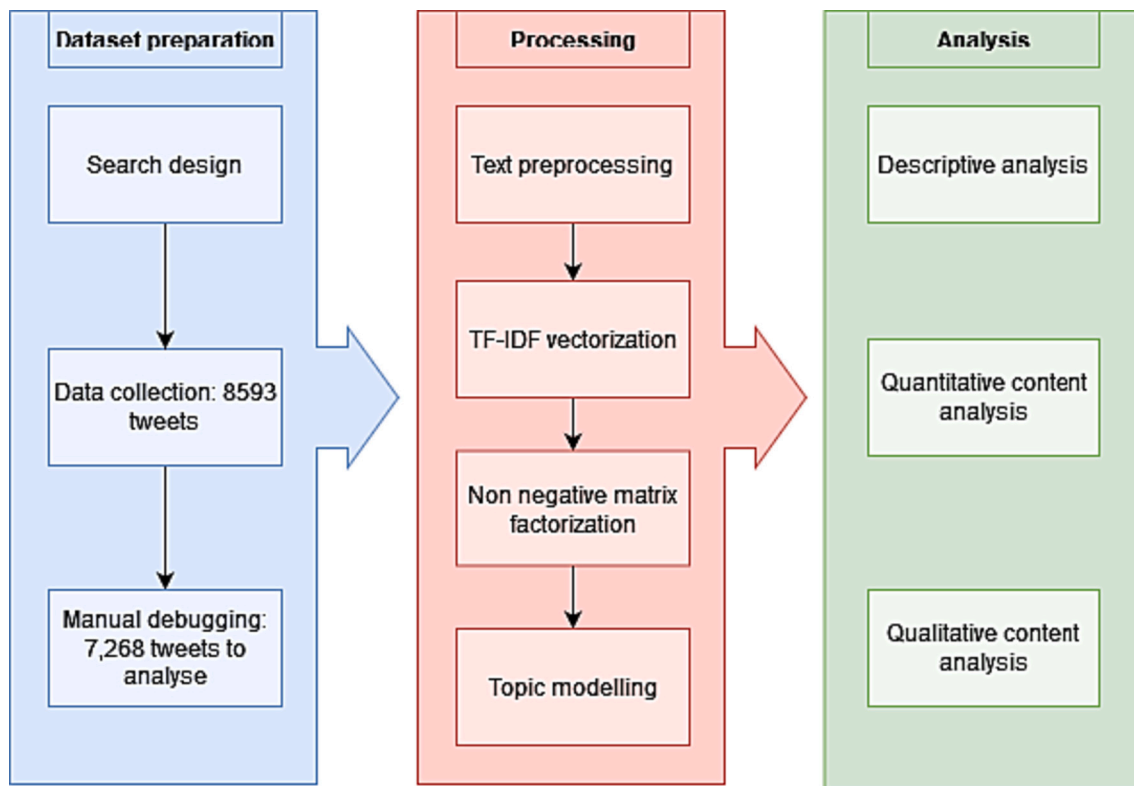 Dataset preparation
Search design
Data collection: 8593
tweets
Manual debugging:
7,268 tweets to
analyse
Processing
Text preprocessing
TF-IDF vectorization
Non negative matrix
factorization
Topic modelling
Analysis
Descriptive analysis
Quantitative content
analysis
Qualitative content
analysis